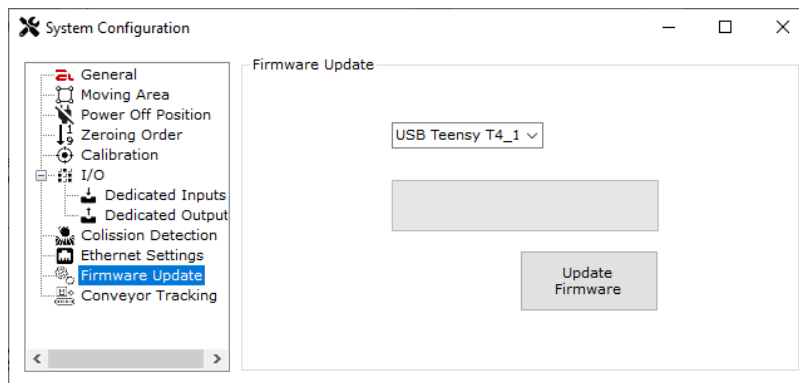 System Configuration
General
Moving Area
Power Off Position
Zeroing Order
Calibration
I/O
Dedicated Inputs
Dedicated Output
Colission Detection
Ethernet Settings
Firmware Update
Conveyor Tracking
Firmware Update
USB Teensy T4_1
Update
Firmware